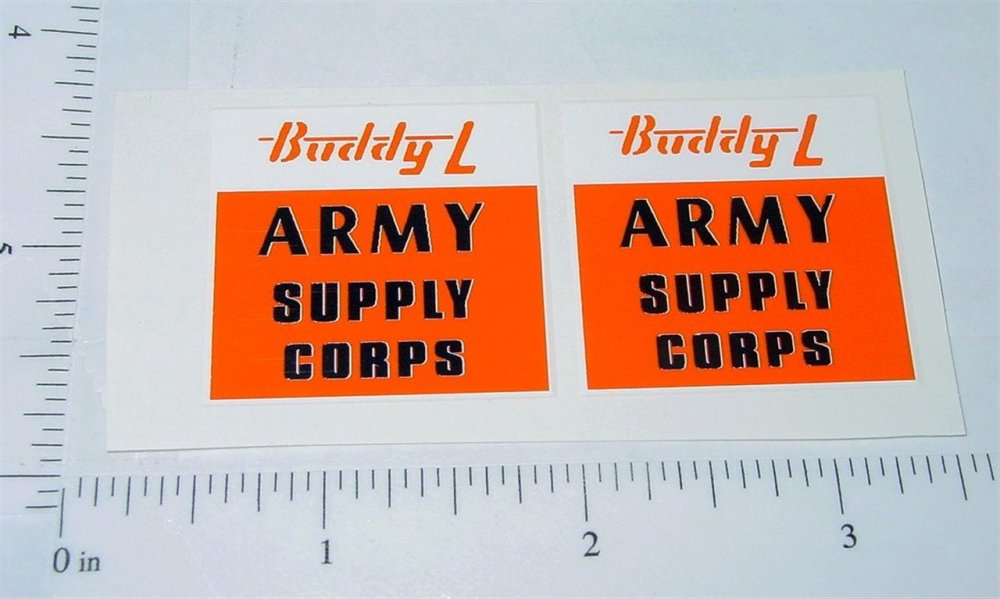 4
5
Buddy L
ARMY
SUPPLY
CORPS
Buddy L
ARMY
SUPPLY
CORPS
0 in 1 2 3